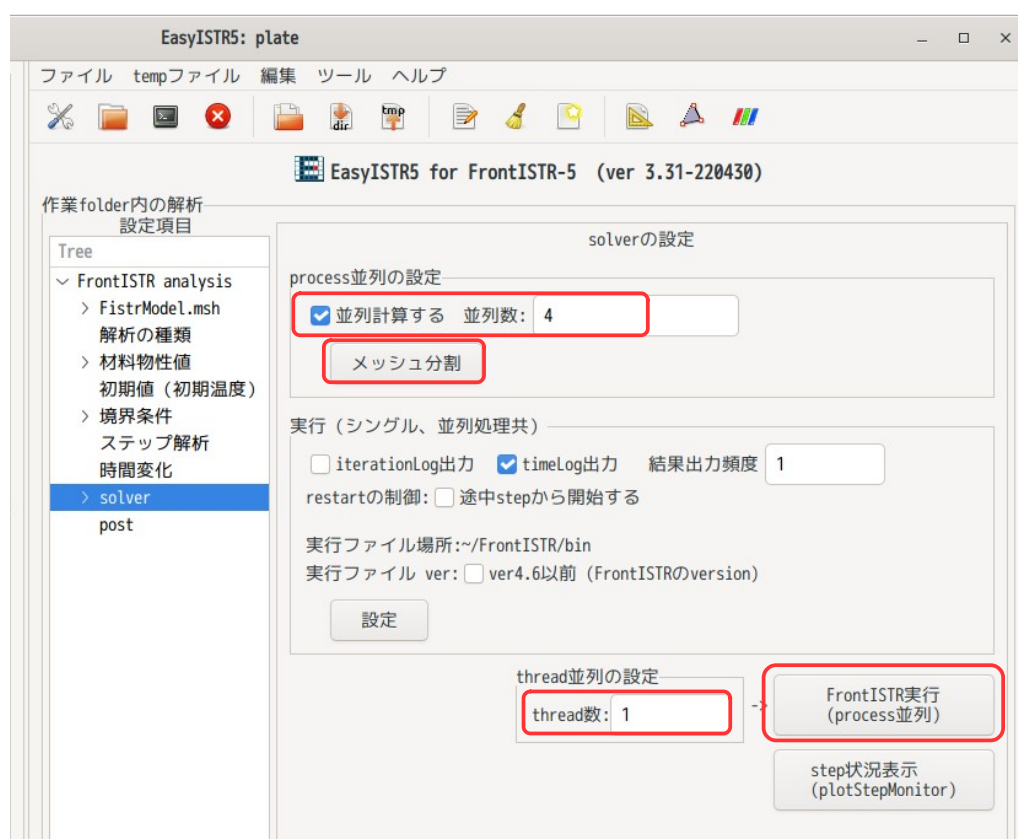 EasyISTR5: plate
ファイル tempファイル 編集 ツール ヘルプ
dir tmp
EasyISTR5 for FrontISTR-5 (ver 3.31-220430)
作業folder内の解析
設定項目
Tree
FrontISTR analysis
FistrModel.msh
解析の種類
材料物性値
初期値（初期温度）
境界条件
ステップ解析
時間変化
solver
post
solverの設定
process並列の設定
並列計算する 並列数: 4
メッシュ分割
実行（シングル、並列処理共）
iterationLog出力 timeLog出力 結果出力頻度 1
restartの制御: 途中stepから開始する
実行ファイル場所:~/FrontISTR/bin
実行ファイル ver: ver4.6以前（FrontISTRのversion）
設定
thread並列の設定
thread数: 1
->
FrontISTR実行
(process並列)
step状況表示
(plotStepMonitor)